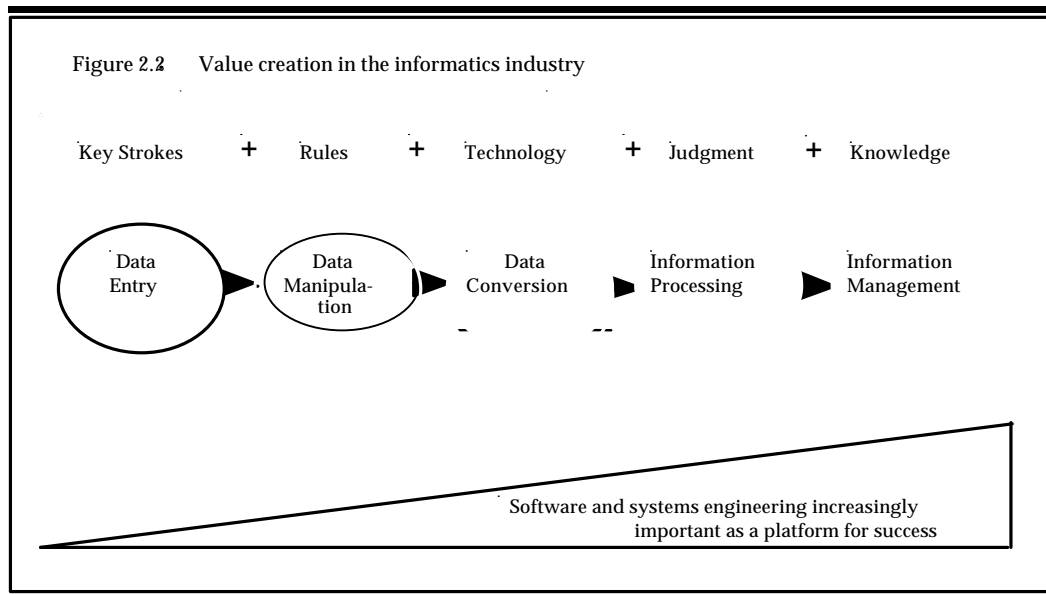 Figure 2.2 Value creation in the informatics industry
Key Strokes + Rules + Technology + Judgment + Knowledge
Data Entry
Data Manipula-
tion
Data Conversion
Information Processing
Information Management
Software and systems engineering increasingly
important as a platform for success